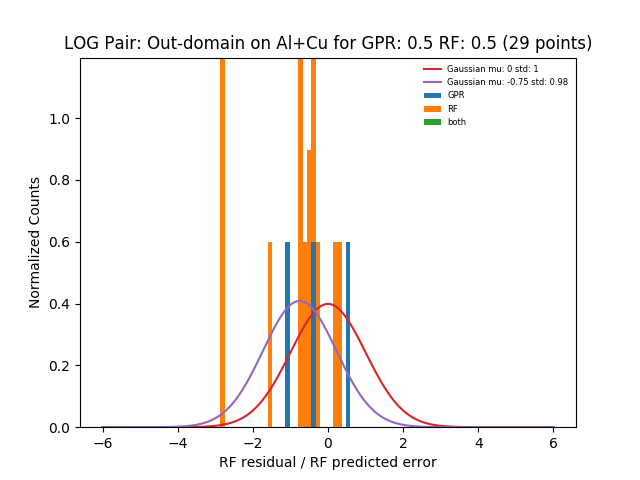 LOG Pair: Out-domain on Al+Cu for GPR: 0.5 RF: 0.5 (29 points)
Gaussian mu: 0 std: 1
Gaussian mu: -0.75 std: 0.98
GPR
RF
both
Normalized Counts
1.0
0.8
0.6
0.4
0.2
0.0
−6 −4 −2 0 2 4 6
RF residual / RF predicted error